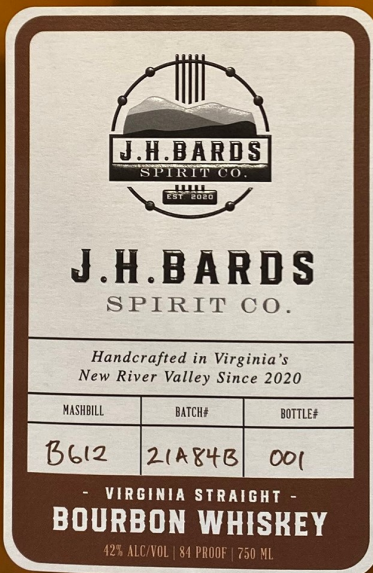 J.H.BARDS
SPIRIT CO.
EST 2020
J.H.BARDS
SPIRIT CO.
Handcrafted in Virginia's
New River Valley Since 2020
MASHBILL BATCH# BOTTLE#
B612 21A84B 001
- VIRGINIA STRAIGHT -
BOURBON WHISKEY
42% ALC/VOL | 84 PROOF | 750 ML